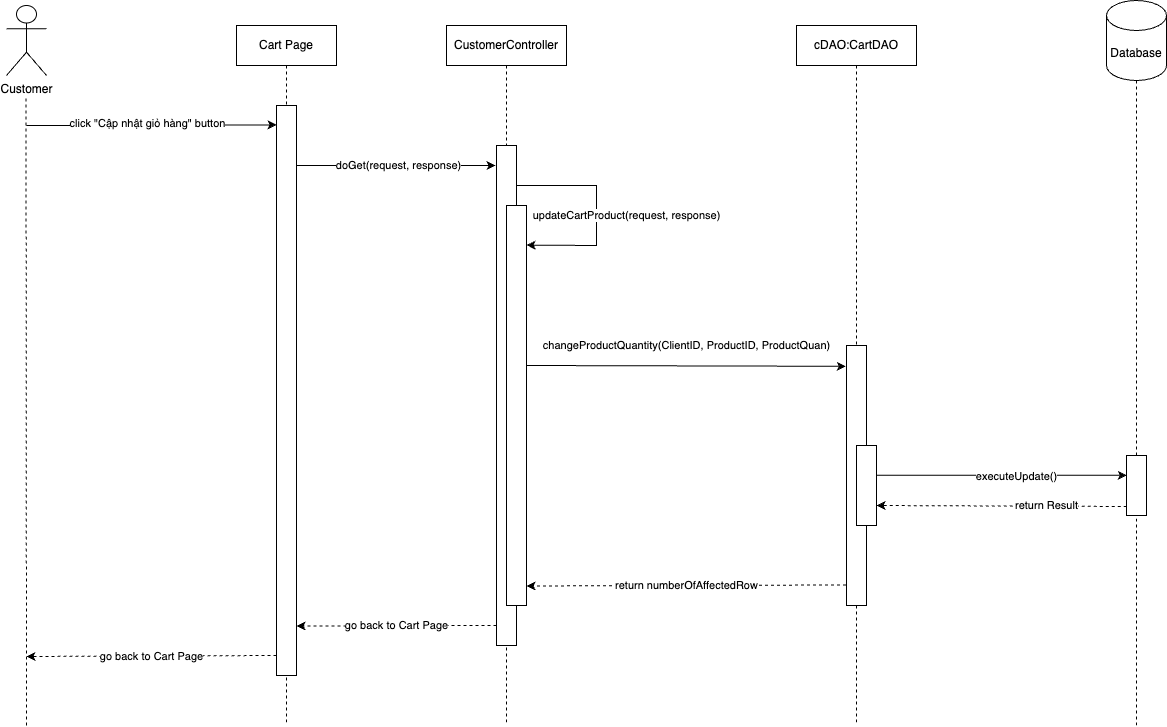 Customer
Cart Page
CustomerController
cDAO:CartDAO
Database
click "Cập nhật giỏ hàng" button
doGet(request, response)
updateCartProduct(request, response)
changeProductQuantity(ClientID, ProductID, ProductQuan)
executeUpdate()
return Result
return numberOfAffectedRow
go back to Cart Page
go back to Cart Page